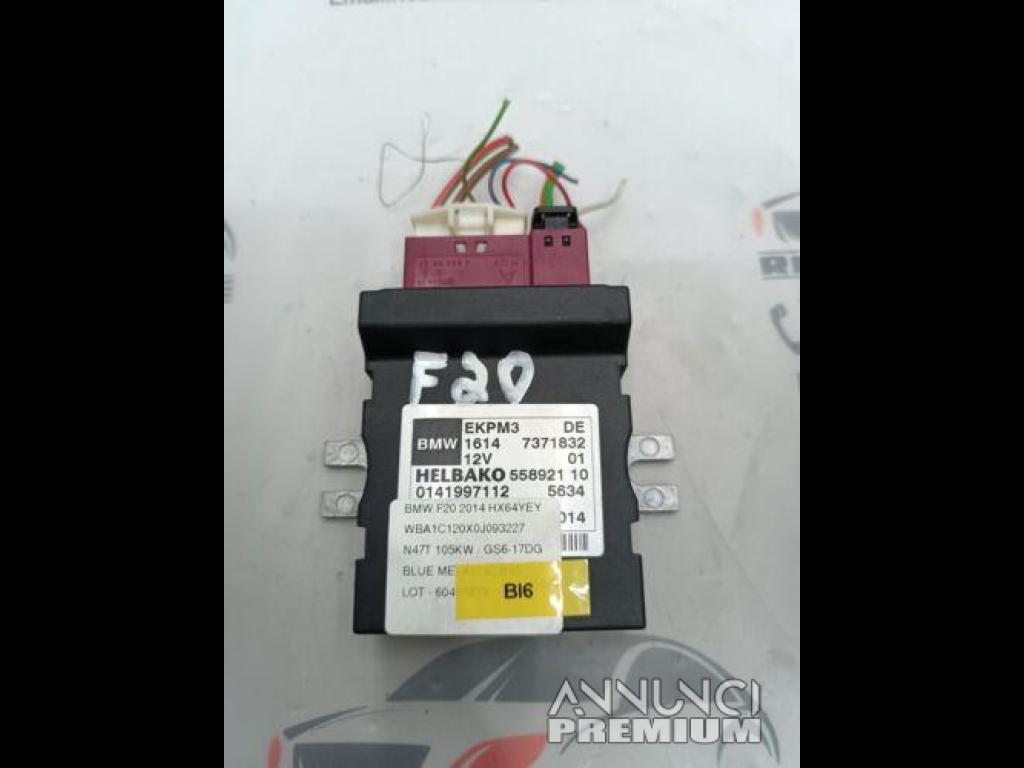 F20
BMW
EKPM3 DE
1614 7371832
12V 01
HELBAKO 558921 10
0141997112 5634
014
BMW F20 2014 HX64YEY
WBA1C120X0J093227
N47T 105KW GS6-17DG
BLUE
LOT - 604
BI6
ANNUNCI
PREMIUM